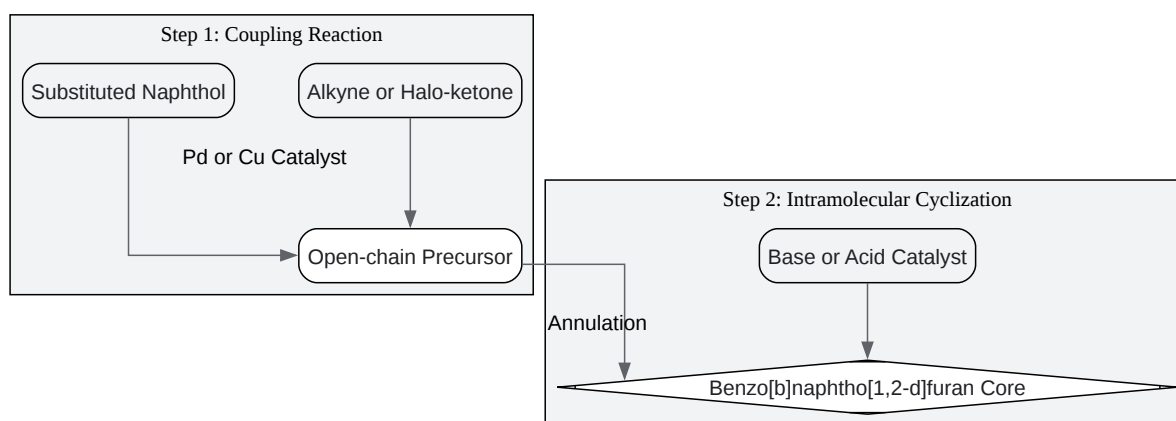 Step 1: Coupling Reaction
Substituted Naphthol
Alkyne or Halo-ketone
Pd or Cu Catalyst
Open-chain Precursor
Step 2: Intramolecular Cyclization
Base or Acid Catalyst
Annulation
Benzo[b]naphtho[1,2-d]furan Core